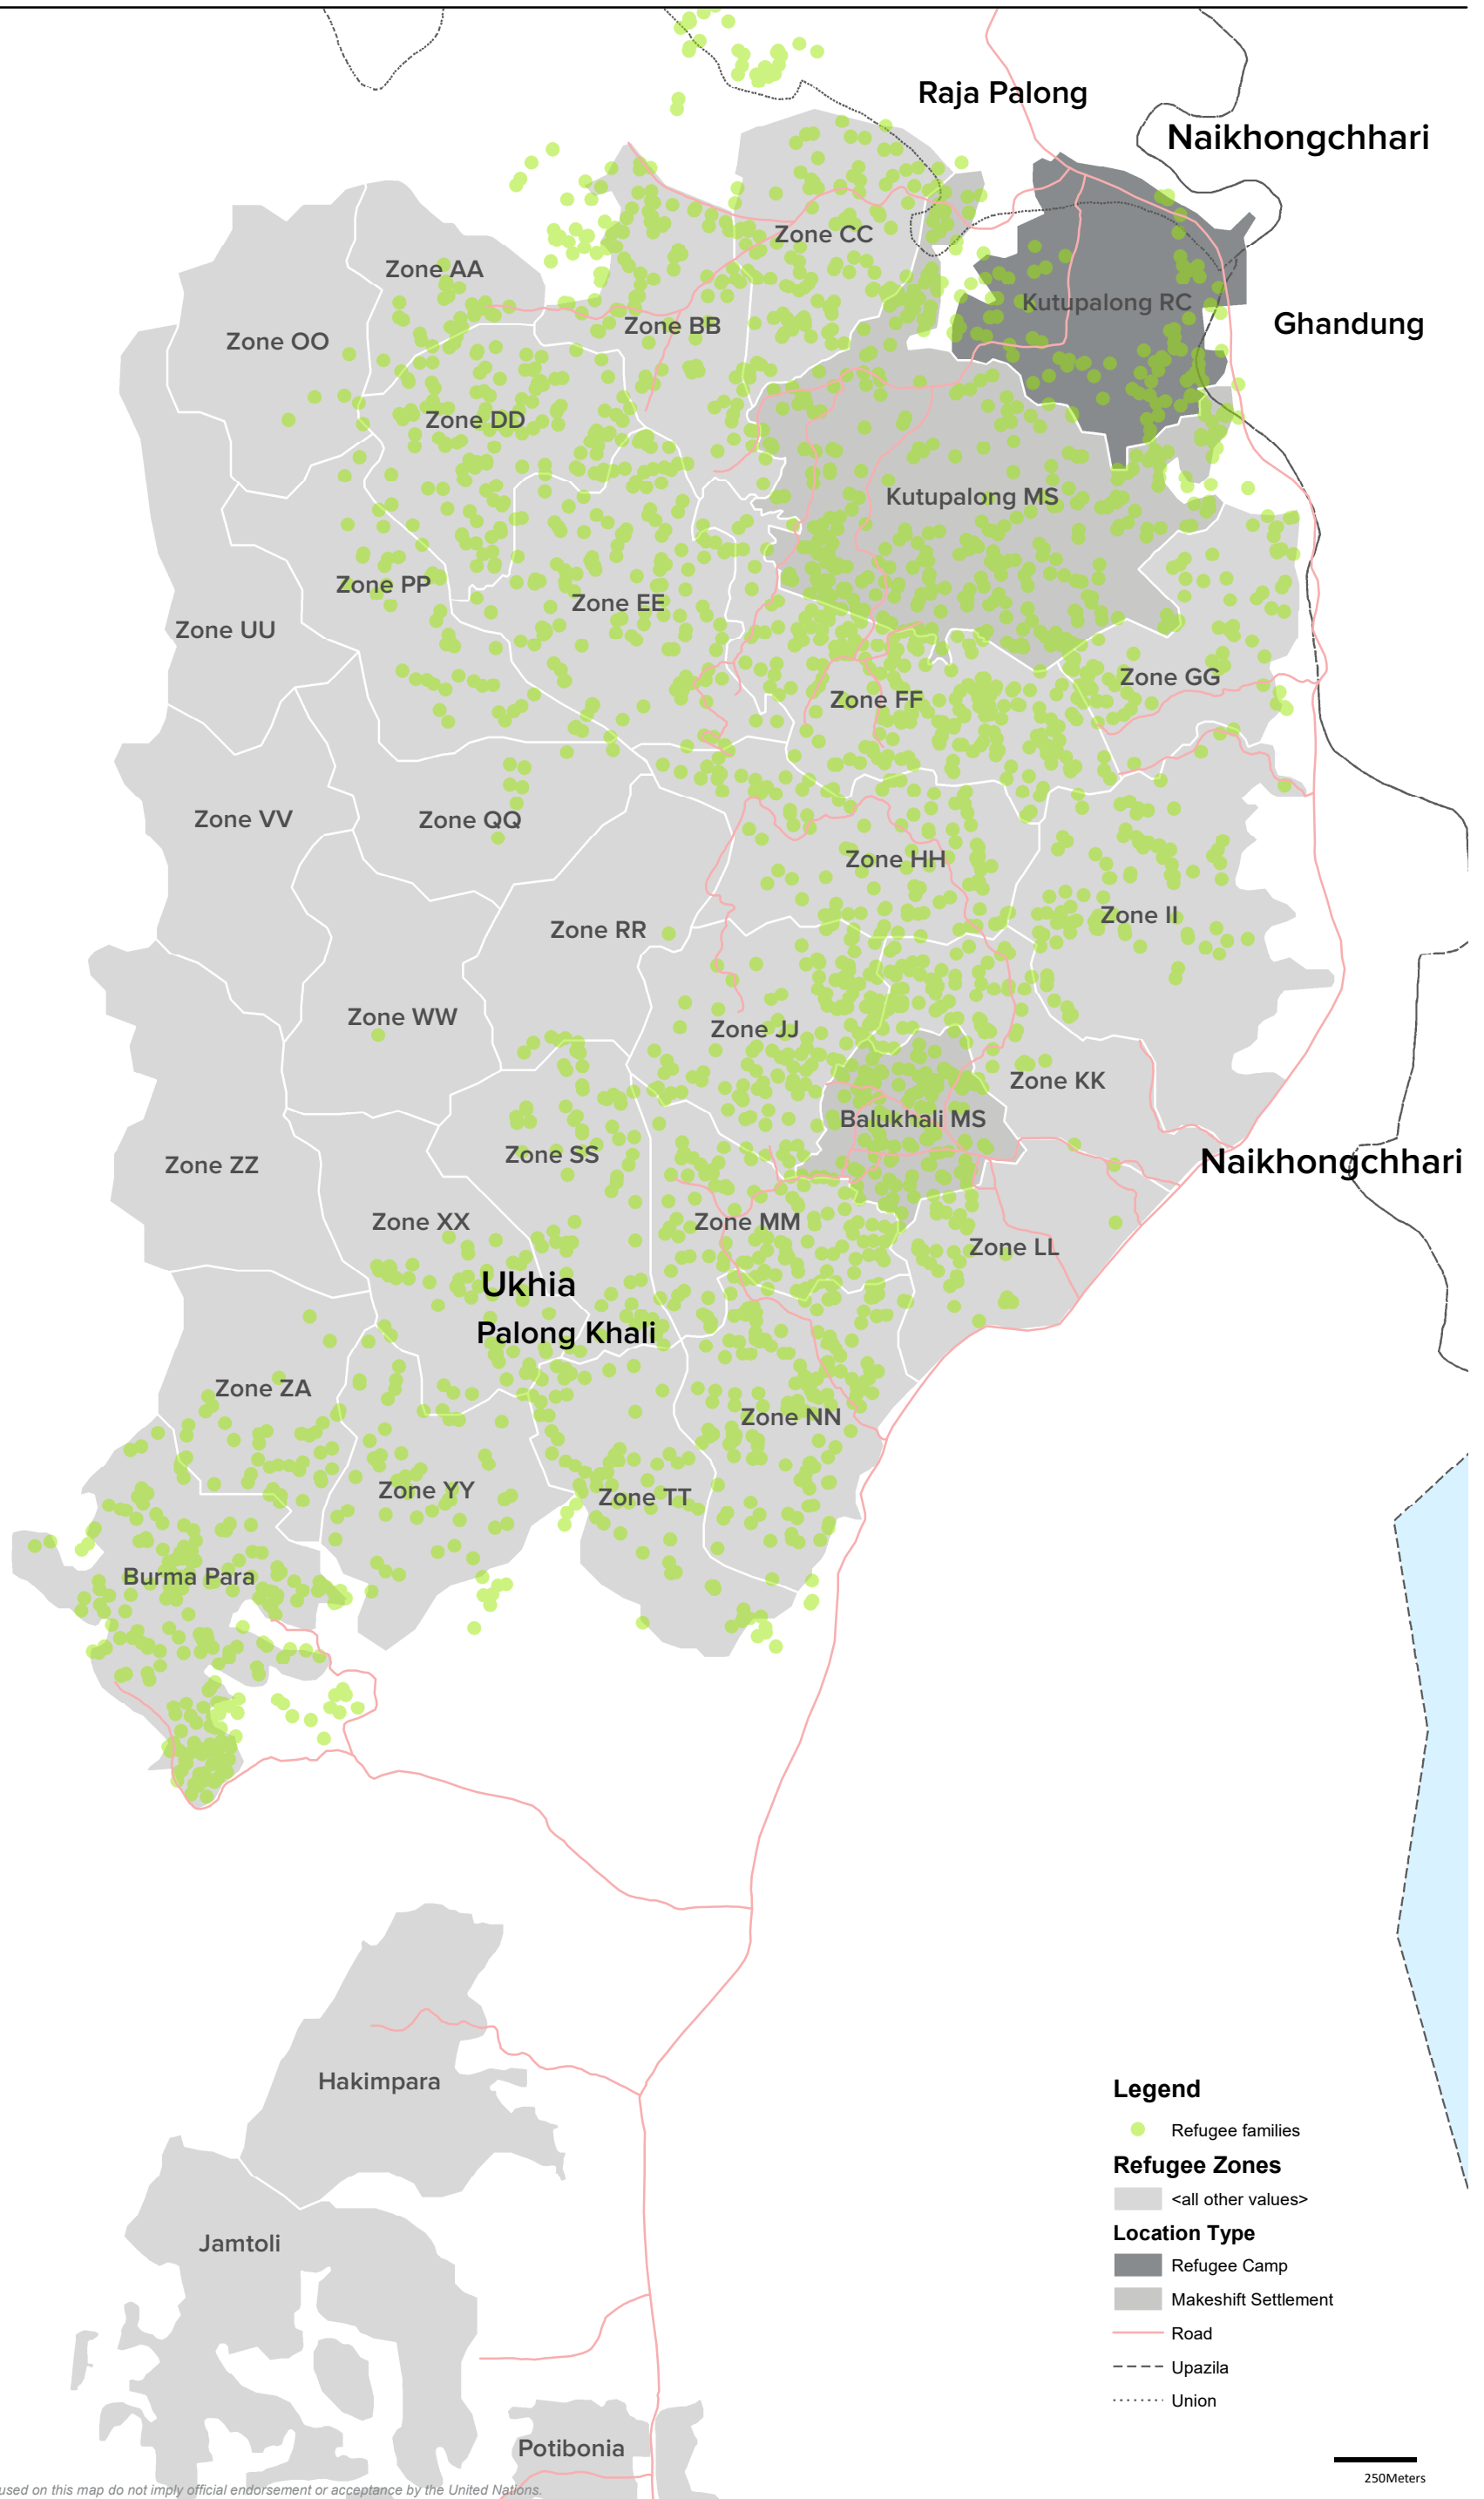 Raja Palong
Naikhongchhari
Zone CC
Zone AA
Kutupalong RC
Ghandung
Zone BB
Zone OO
Zone DD
Kutupalong MS
Zone PP
Zone EE
Zone UU
Zone GG
Zone FF
Zone VV
Zone QQ
Zone HH
Zone II
Zone RR
Zone WW
Zone JJ
Zone KK
Balukhali MS
Zone SS
Naikhongchhari
Zone ZZ
Zone XX
Zone MM
Zone LL
Ukhia
Palong Khali
Zone ZA
Zone NN
Zone YY
Zone TT
Burma Para
Hakimpara
Jamtoli
Potibonia
Legend
Refugee families
Refugee Zones
<all other values>
Location Type
Refugee Camp
Makeshift Settlement
Road
Upazila
Union
250Meters
used on this map do not imply official endorsement or acceptance by the United Nations.